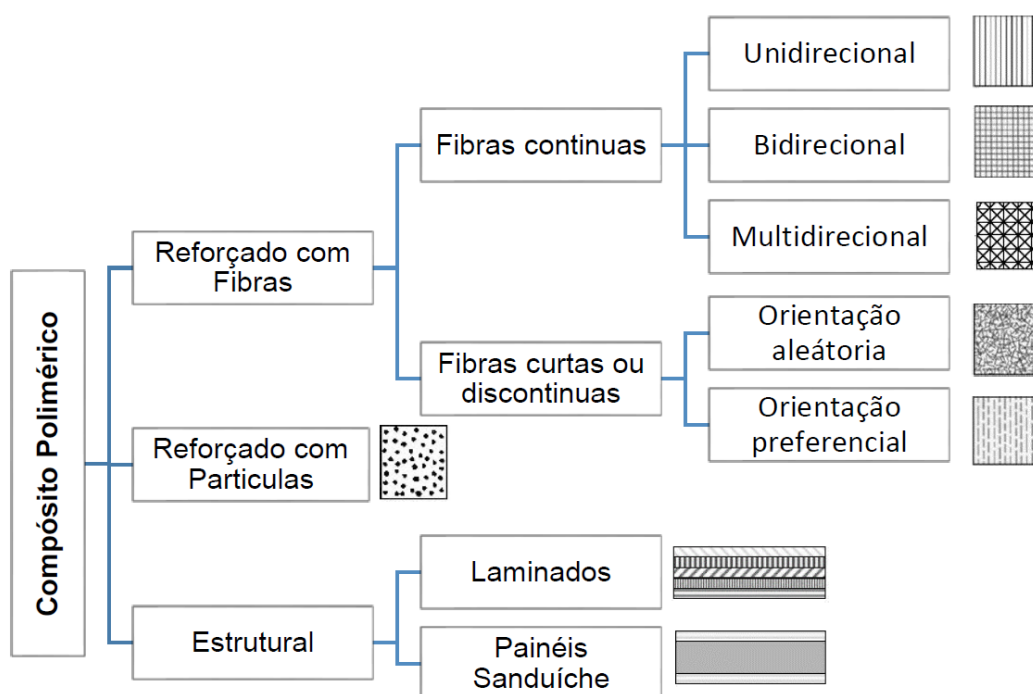 Compósito Polimérico
Reforçado com
Fibras
Fibras continuas
Unidirecional
Bidirecional
Multidirecional
Fibras curtas ou
discontinuas
Orientação
aleátoria
Orientação
preferencial
Reforçado com
Particulas
Estrutural
Laminados
Painéis
Sanduíche